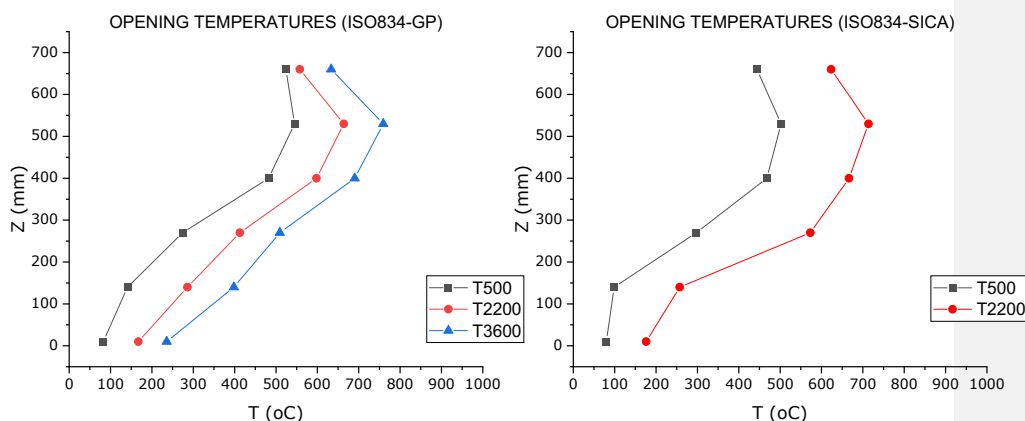 OPENING TEMPERATURES (ISO834-GP)
700
600
500
400
300
200
100
0
Z (mm)
0 100 200 300 400 500 600 700 800 900 1000
T (oC)
T500
T2200
T3600
OPENING TEMPERATURES (ISO834-SICA)
700
600
500
400
300
200
100
0
Z (mm)
0 100 200 300 400 500 600 700 800 900 1000
T (oC)
T500
T2200